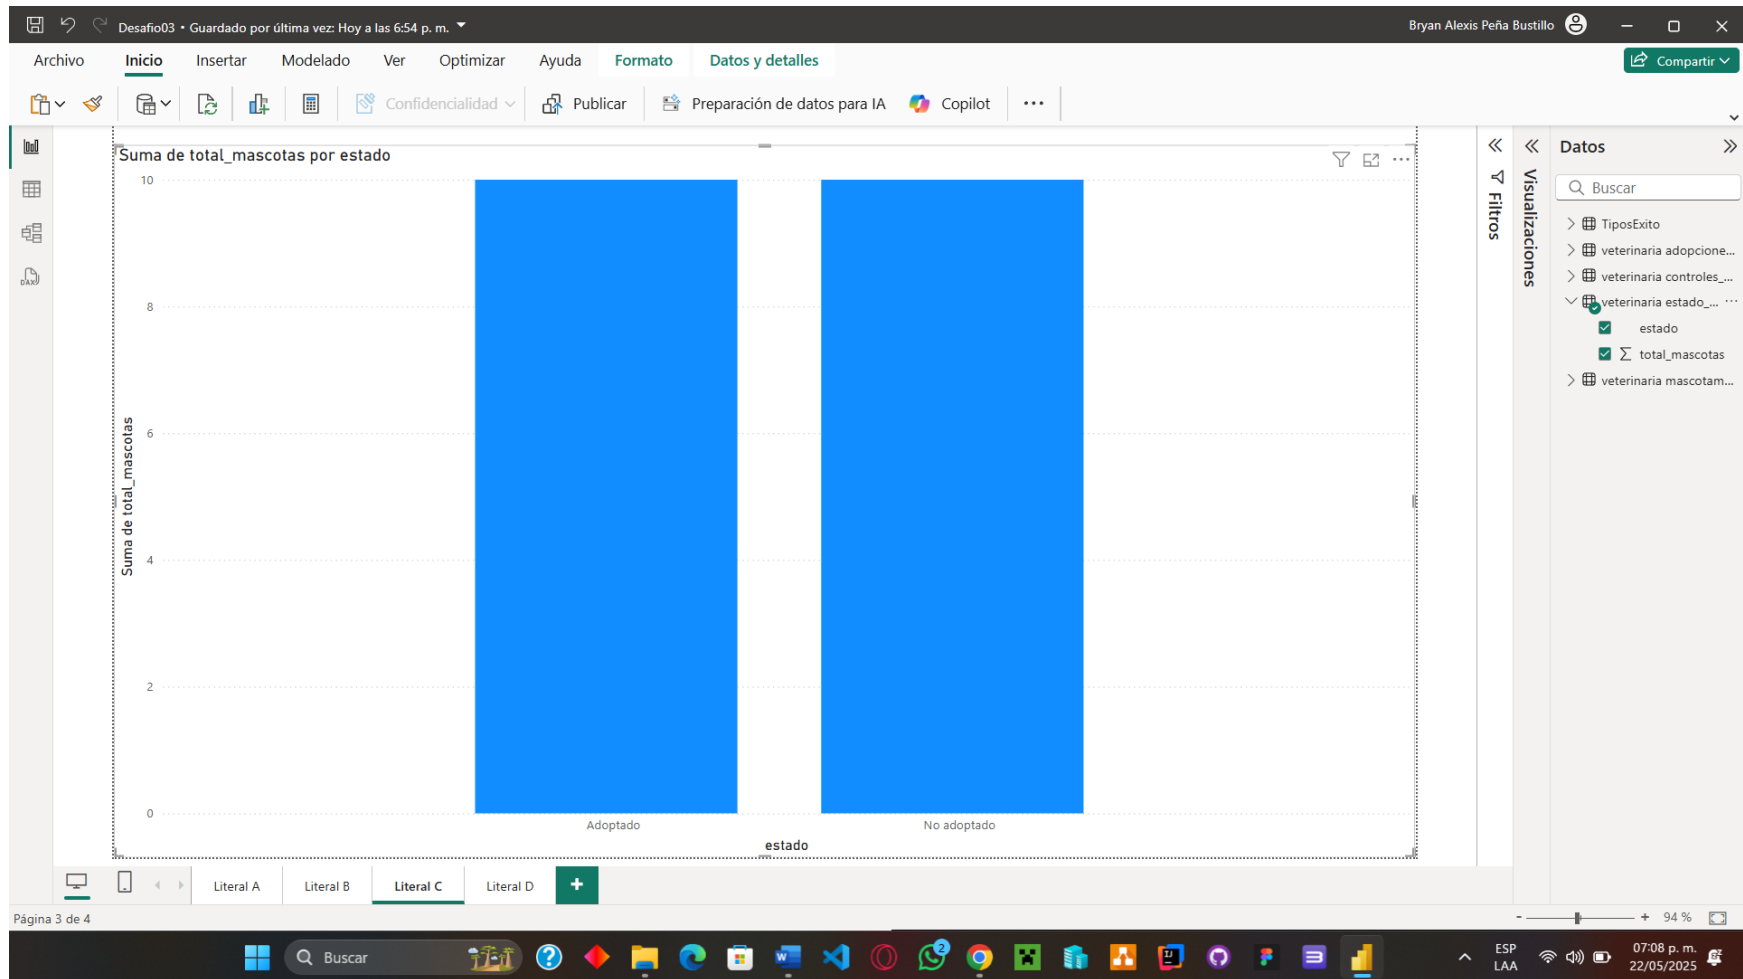 Desafio03 • Guardado por última vez: Hoy a las 6:54 p. m.
Bryan Alexis Peña Bustillo
Archivo Inicio Insertar Modelado Ver Optimizar Ayuda Formato Datos y detalles
Compartir
Confidencialidad Publicar Preparación de datos para IA Copilot
Suma de total_mascotas por estado
10
8
6
4
2
0
Suma de total_mascotas
Adoptado No adoptado
estado
Filtros
Visualizaciones
Datos
Buscar
TiposExito
veterinaria adopcione...
veterinaria controles_...
veterinaria estado_...
estado
total_mascotas
veterinaria mascotam...
DAX
Literal A Literal B Literal C Literal D +
Página 3 de 4
- + 94 %
Buscar
2
ESP
LAA
07:08 p. m.
22/05/2025